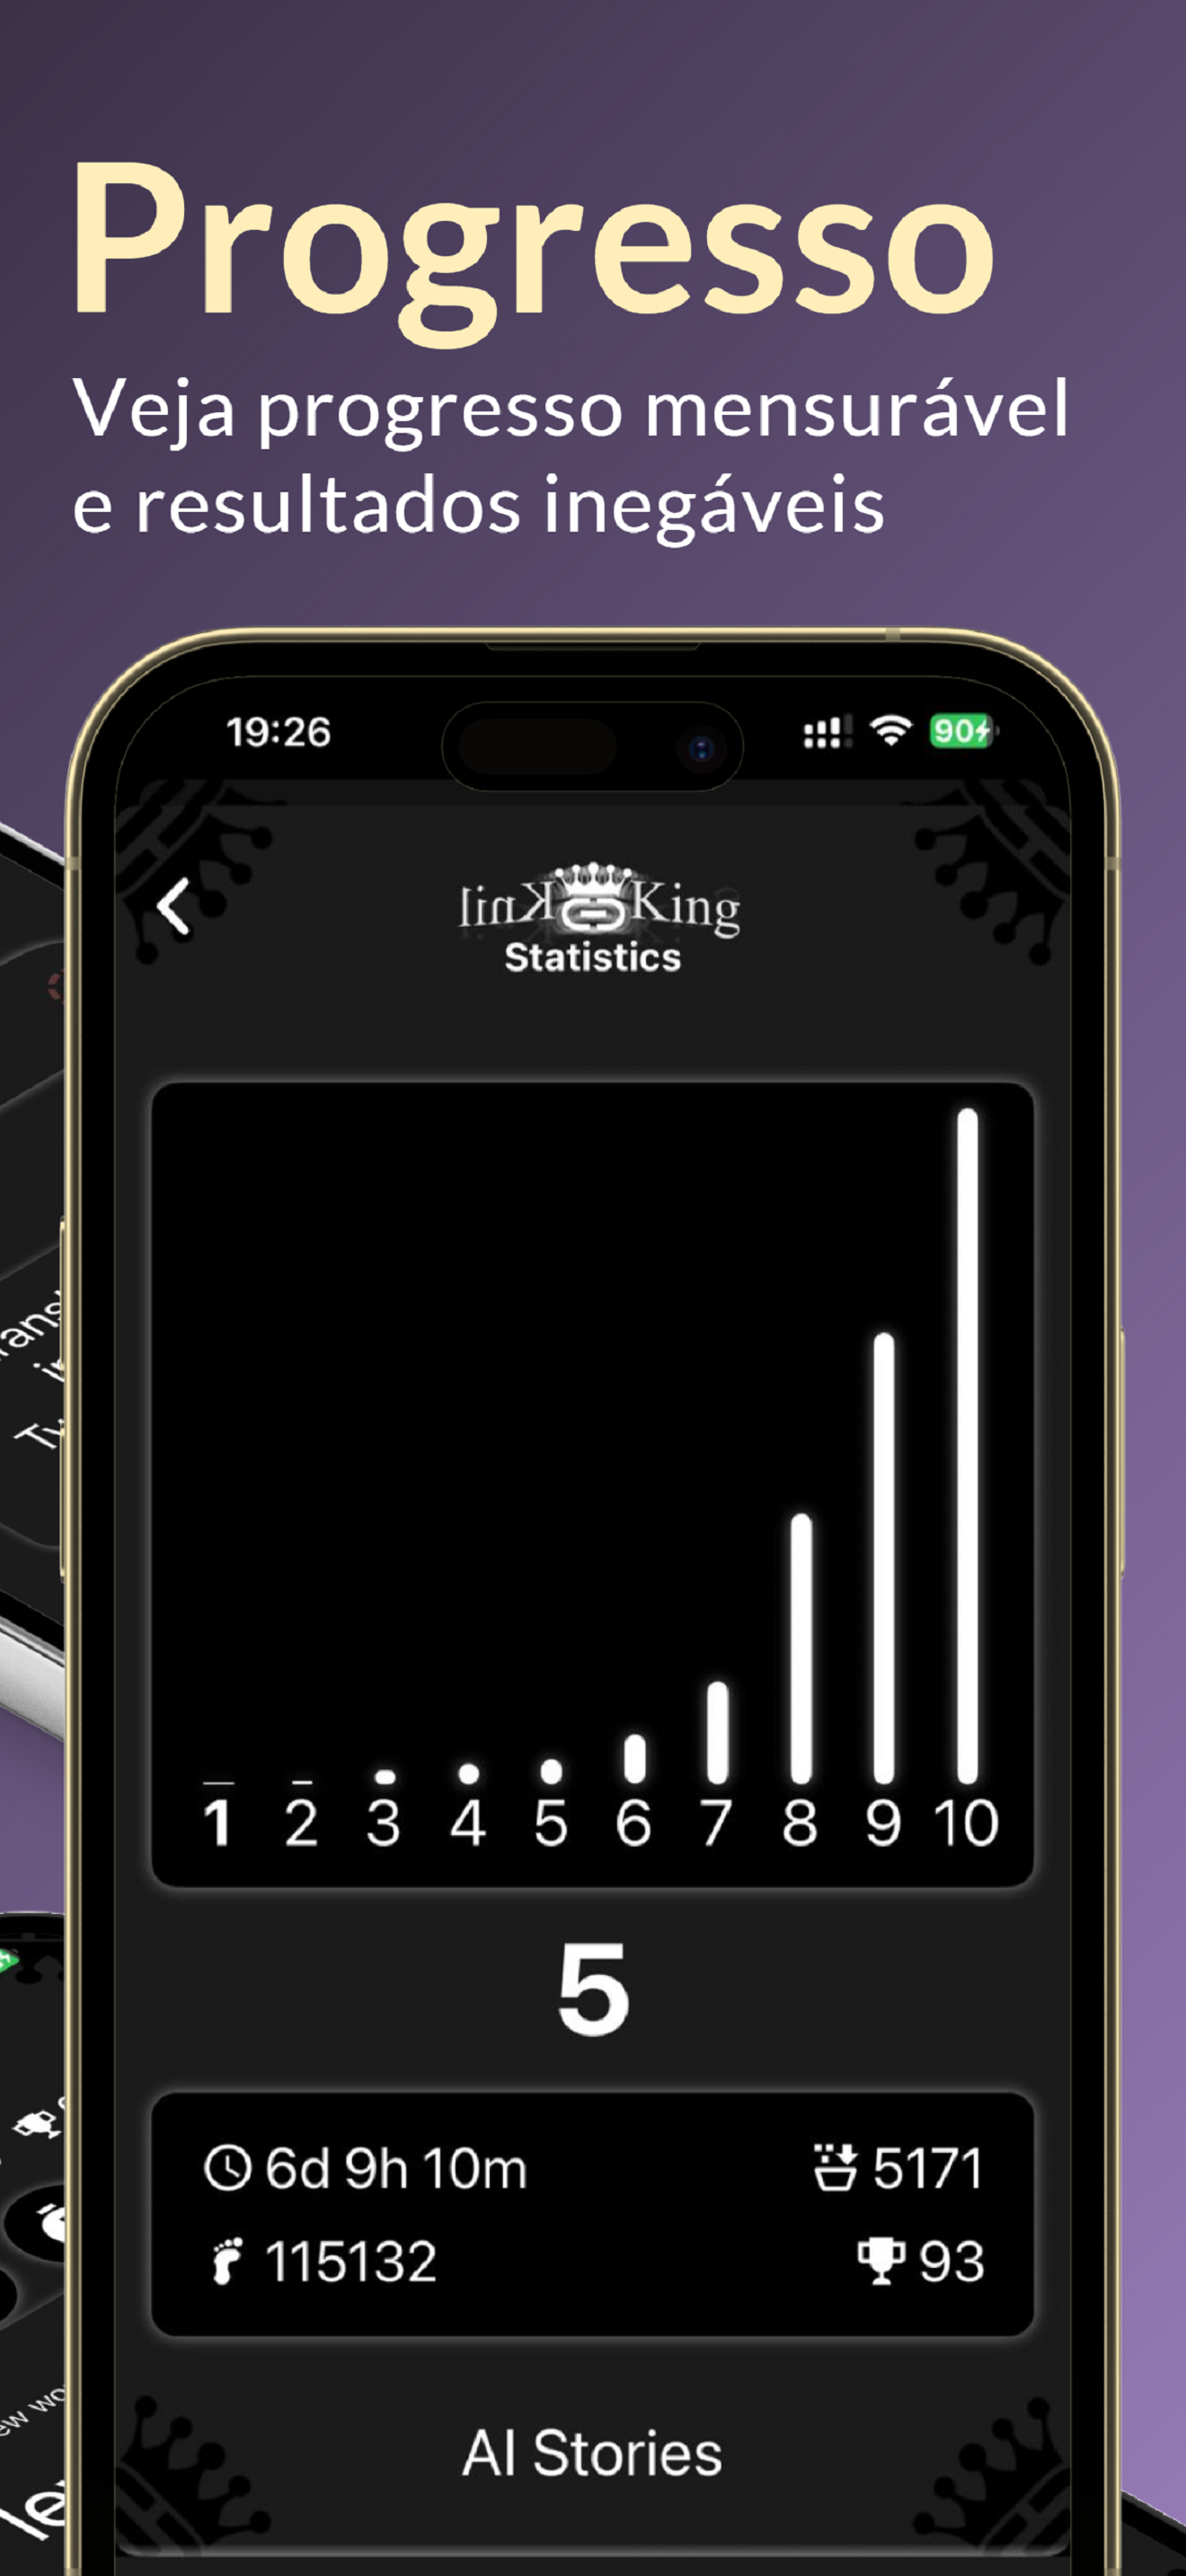 Progresso
Veja progresso mensurável
e resultados inegáveis
19:26
90
King
Statistics
1 2 3 4 5 6 7 8 9 10
5
6d 9h 10m 5171
115132 93
AI Stories